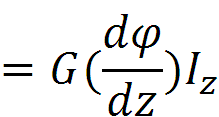 = G(dφ/dz)I_z